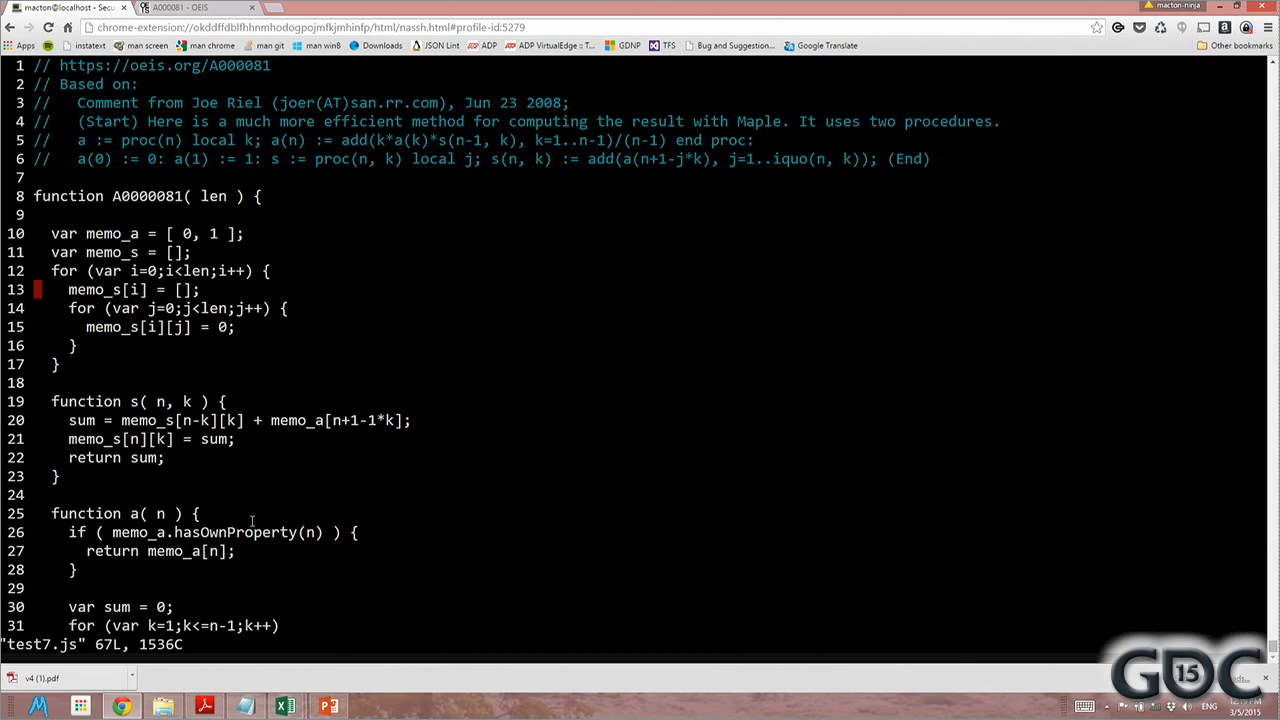 macton@localhost - Secu
A000081 - OEIS
macton-ninja
chrome-extension://okddffdblfhhnmhodogpojmfkjmhinfp/html/nassh.html#profile-id:5279
Apps instatext man screen man chrome man git man win8 Downloads JSON Lint ADP ADP VirtualEdge :: T... GDNP TFS Bug and Suggestion... Google Translate Other bookmarks
1 // https://oeis.org/A000081
2 // Based on:
3 //   Comment from Joe Riel (joer(AT)san.rr.com), Jun 23 2008;
4 //   (Start) Here is a much more efficient method for computing the result with Maple. It uses two procedures.
5 //   a := proc(n) local k; a(n) := add(k*a(k)*s(n-1, k), k=1..n-1)/(n-1) end proc:
6 //   a(0) := 0: a(1) := 1: s := proc(n, k) local j; s(n, k) := add(a(n+1-j*k), j=1..iquo(n, k)); (End)
7
8 function A0000081( len ) {
9
10   var memo_a = [ 0, 1 ];
11   var memo_s = [];
12   for (var i=0;i<len;i++) {
13     memo_s[i] = [];
14     for (var j=0;j<len;j++) {
15       memo_s[i][j] = 0;
16     }
17   }
18
19   function s( n, k ) {
20     sum = memo_s[n-k][k] + memo_a[n+1-1*k];
21     memo_s[n][k] = sum;
22     return sum;
23   }
24
25   function a( n ) {
26     if ( memo_a.hasOwnProperty(n) ) {
27       return memo_a[n];
28     }
29
30     var sum = 0;
31     for (var k=1;k<=n-1;k++)
"test7.js" 67L, 1536C
v4 (1).pdf
GDC 15
ENG
3/5/2015